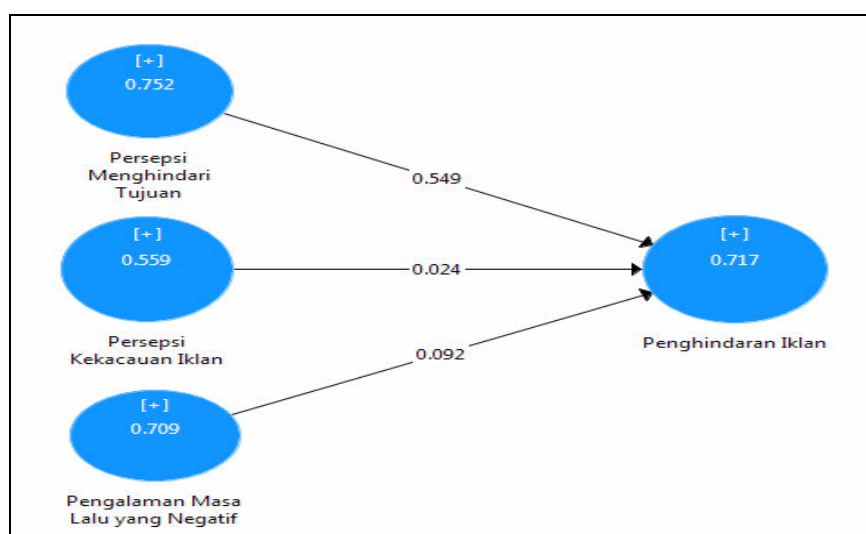 [+]
0.752
Persepsi
Menghindari
Tujuan
0.549
[+]
0.559
Persepsi
Kekacauan Iklan
0.024
[+]
0.717
Penghindaran Iklan
0.092
[+]
0.709
Pengalaman Masa
Lalu yang Negatif